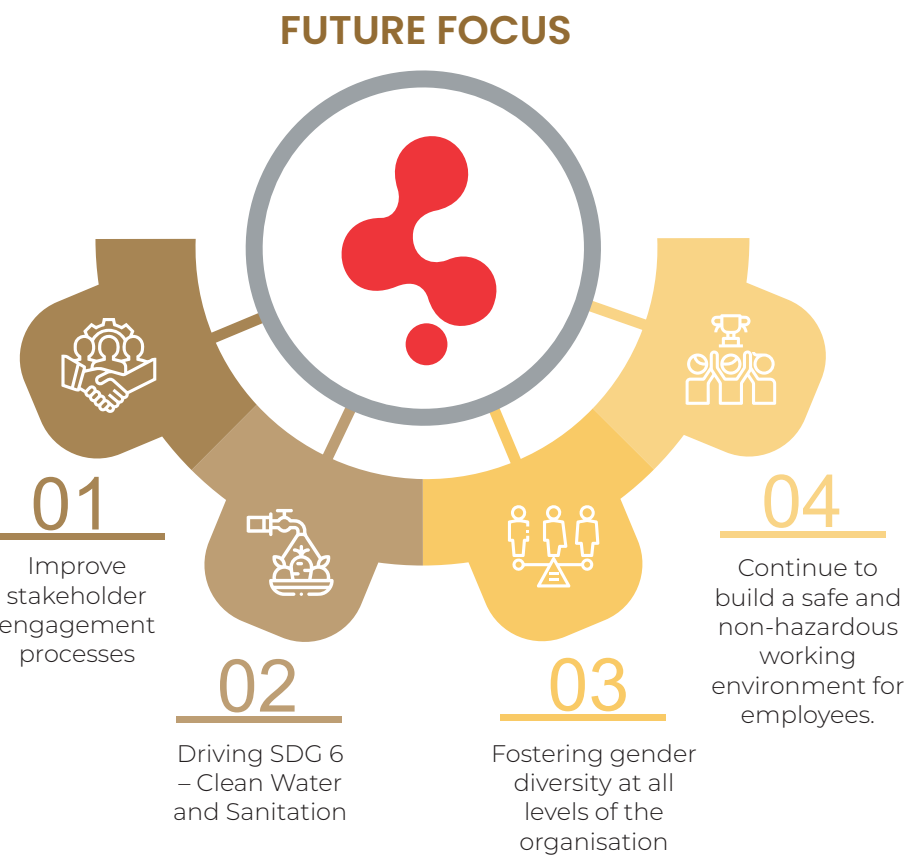 FUTURE FOCUS
01
Improve
stakeholder
engagement
processes
02
Driving SDG 6
– Clean Water
and Sanitation
03
Fostering gender
diversity at all
levels of the
organisation
04
Continue to
build a safe and
non-hazardous
working
environment for
employees.